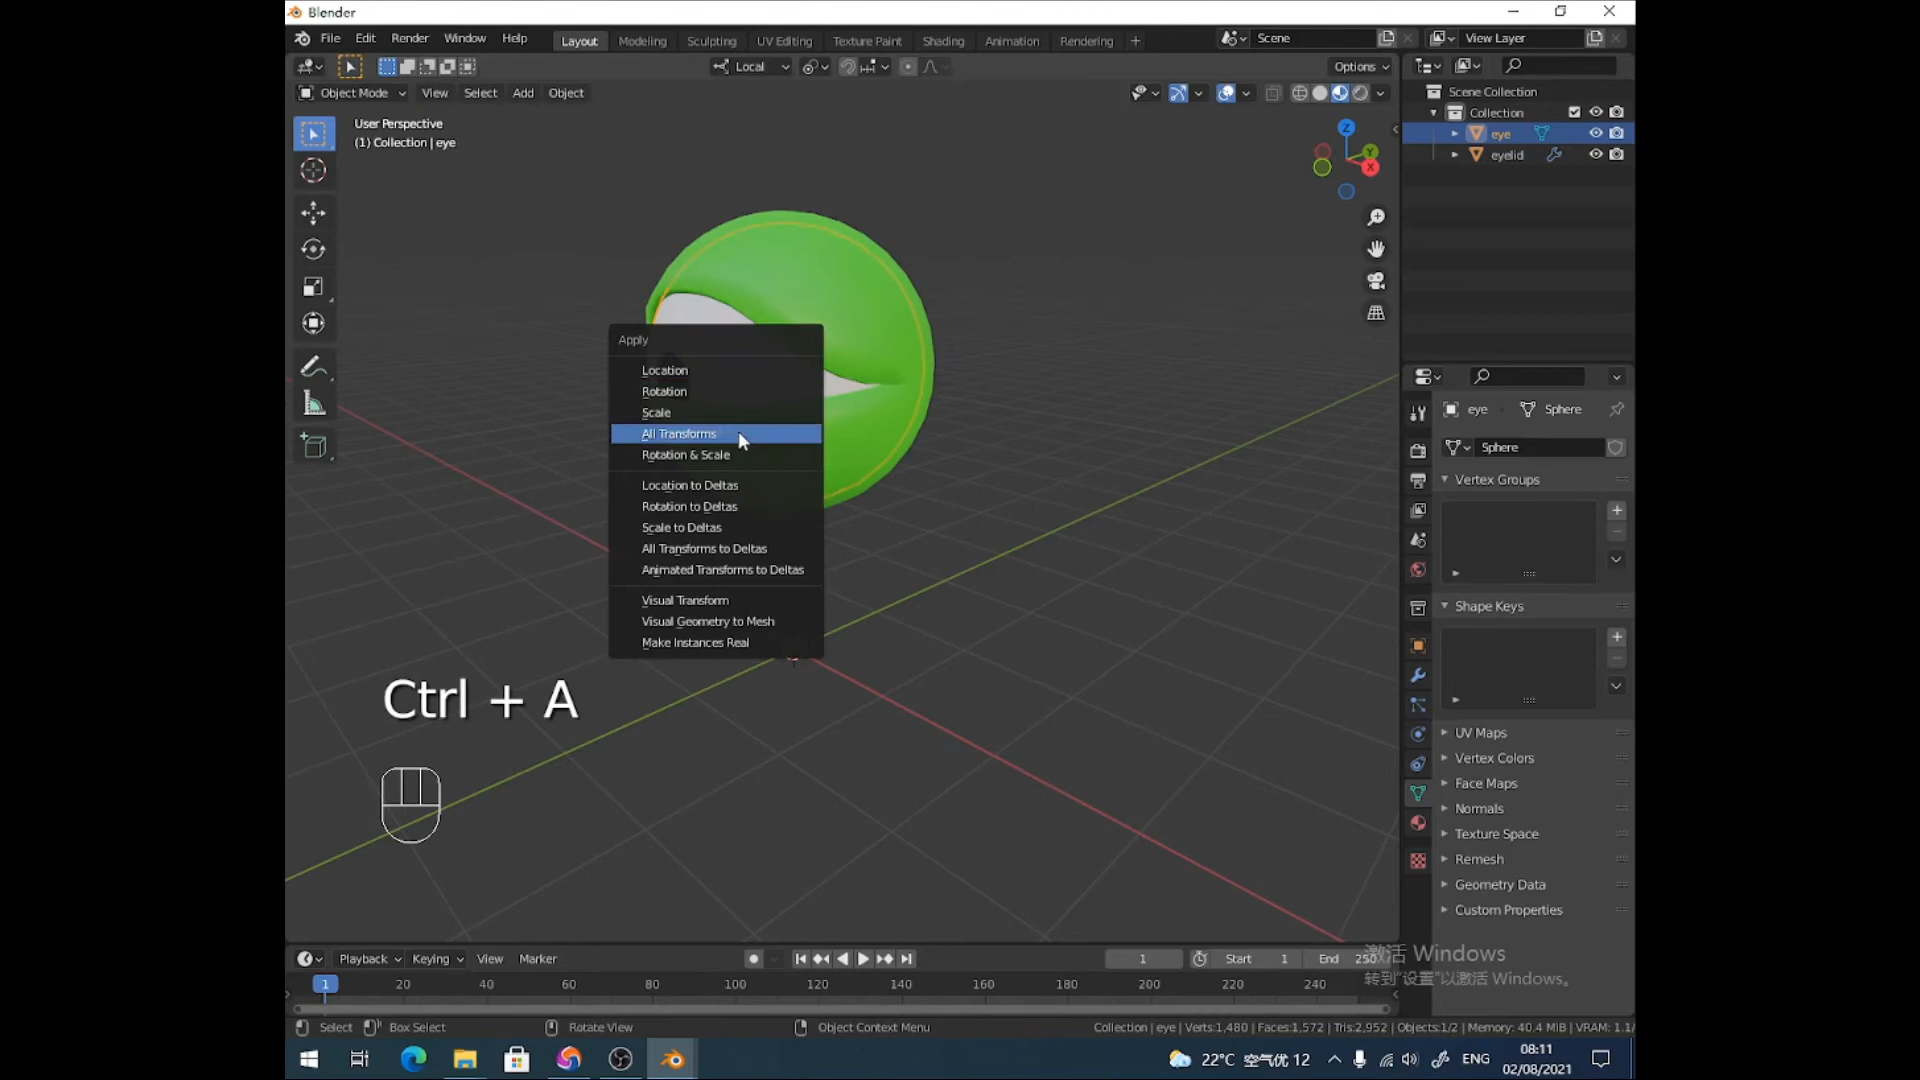 Blender
File Edit Render Window Help Layout Modeling Sculpting UV Editing Texture Paint Shading Animation Rendering + Scene View Layer
Local Options
Object Mode View Select Add Object
User Perspective
(1) Collection | eye
Z
Y
X
Scene Collection
Collection
eye
eyelid
Apply
Location
Rotation
Scale
All Transforms
Rotation & Scale
Location to Deltas
Rotation to Deltas
Scale to Deltas
All Transforms to Deltas
Animated Transforms to Deltas
Visual Transform
Visual Geometry to Mesh
Make Instances Real
Ctrl + A
eye Sphere
Sphere
Vertex Groups
Shape Keys
UV Maps
Vertex Colors
Face Maps
Normals
Texture Space
Remesh
Geometry Data
Custom Properties
激活 Windows
转到"设置"以激活 Windows。
Playback Keying View Marker 1 Start 1 End 250
1 20 40 60 80 100 120 140 160 180 200 220 240
Select Box Select Rotate View Object Context Menu Collection | eye | Verts:1,480 | Faces:1,572 | Tris:2,952 | Objects:1/2 | Memory: 40.4 MiB | VRAM: 1.1/
22°C 空气优 12 ENG 08:11
02/08/2021